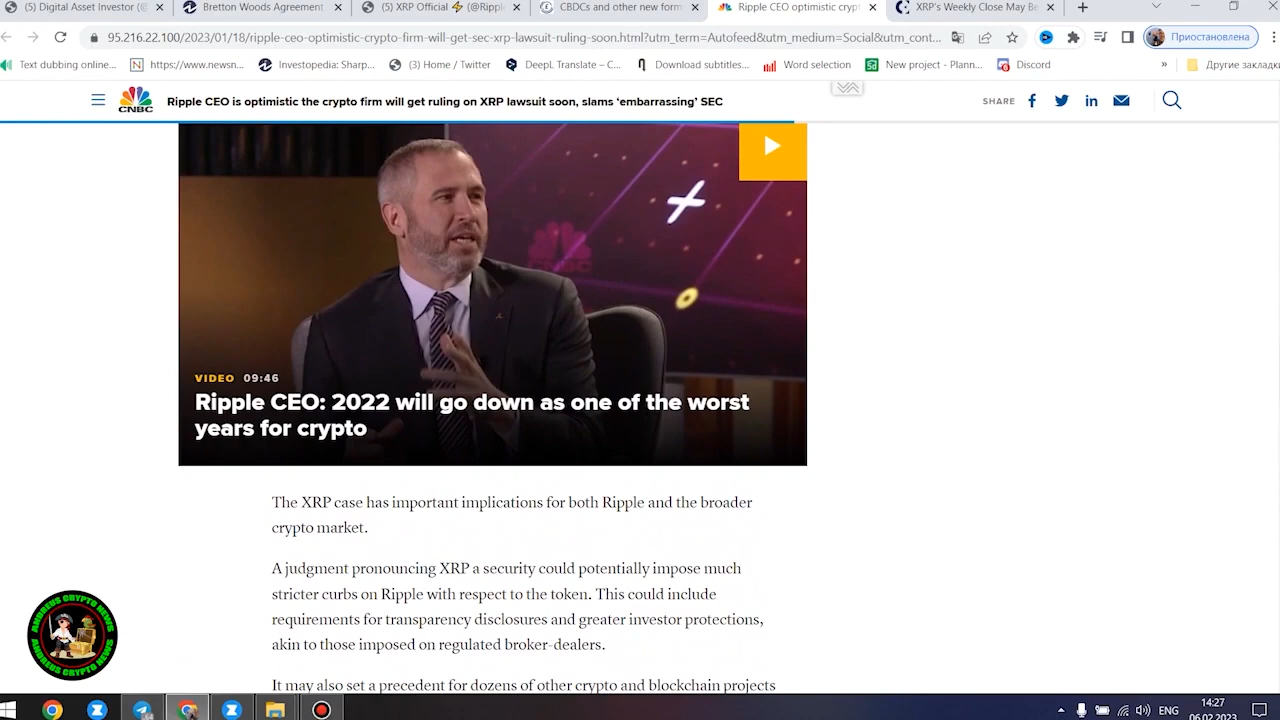 (5) Digital Asset Investor (@
Bretton Woods Agreement
(5) XRP Official ⚡ (@Rippl
CBDCs and other new form
Ripple CEO optimistic crypt
XRP's Weekly Close May Be
95.216.22.100/2023/01/18/ripple-ceo-optimistic-crypto-firm-will-get-sec-xrp-lawsuit-ruling-soon.html?utm_term=Autofeed&utm_medium=Social&utm_cont...
Приостановлена
Text dubbing online...
https://www.newsn...
Investopedia: Sharp...
(3) Home / Twitter
DeepL Translate – C...
Download subtitles...
Word selection
New project - Plann...
Discord
»
Другие закладки
CNBC
Ripple CEO is optimistic the crypto firm will get ruling on XRP lawsuit soon, slams ‘embarrassing’ SEC
SHARE
VIDEO 09:46
Ripple CEO: 2022 will go down as one of the worst
years for crypto
The XRP case has important implications for both Ripple and the broader
crypto market.
A judgment pronouncing XRP a security could potentially impose much
stricter curbs on Ripple with respect to the token. This could include
requirements for transparency disclosures and greater investor protections,
akin to those imposed on regulated broker-dealers.
It may also set a precedent for dozens of other crypto and blockchain projects
ANDREUS CRYPTO NEWS
ANDREUS CRYPTO NEWS
ENG
14:27
06.02.2023